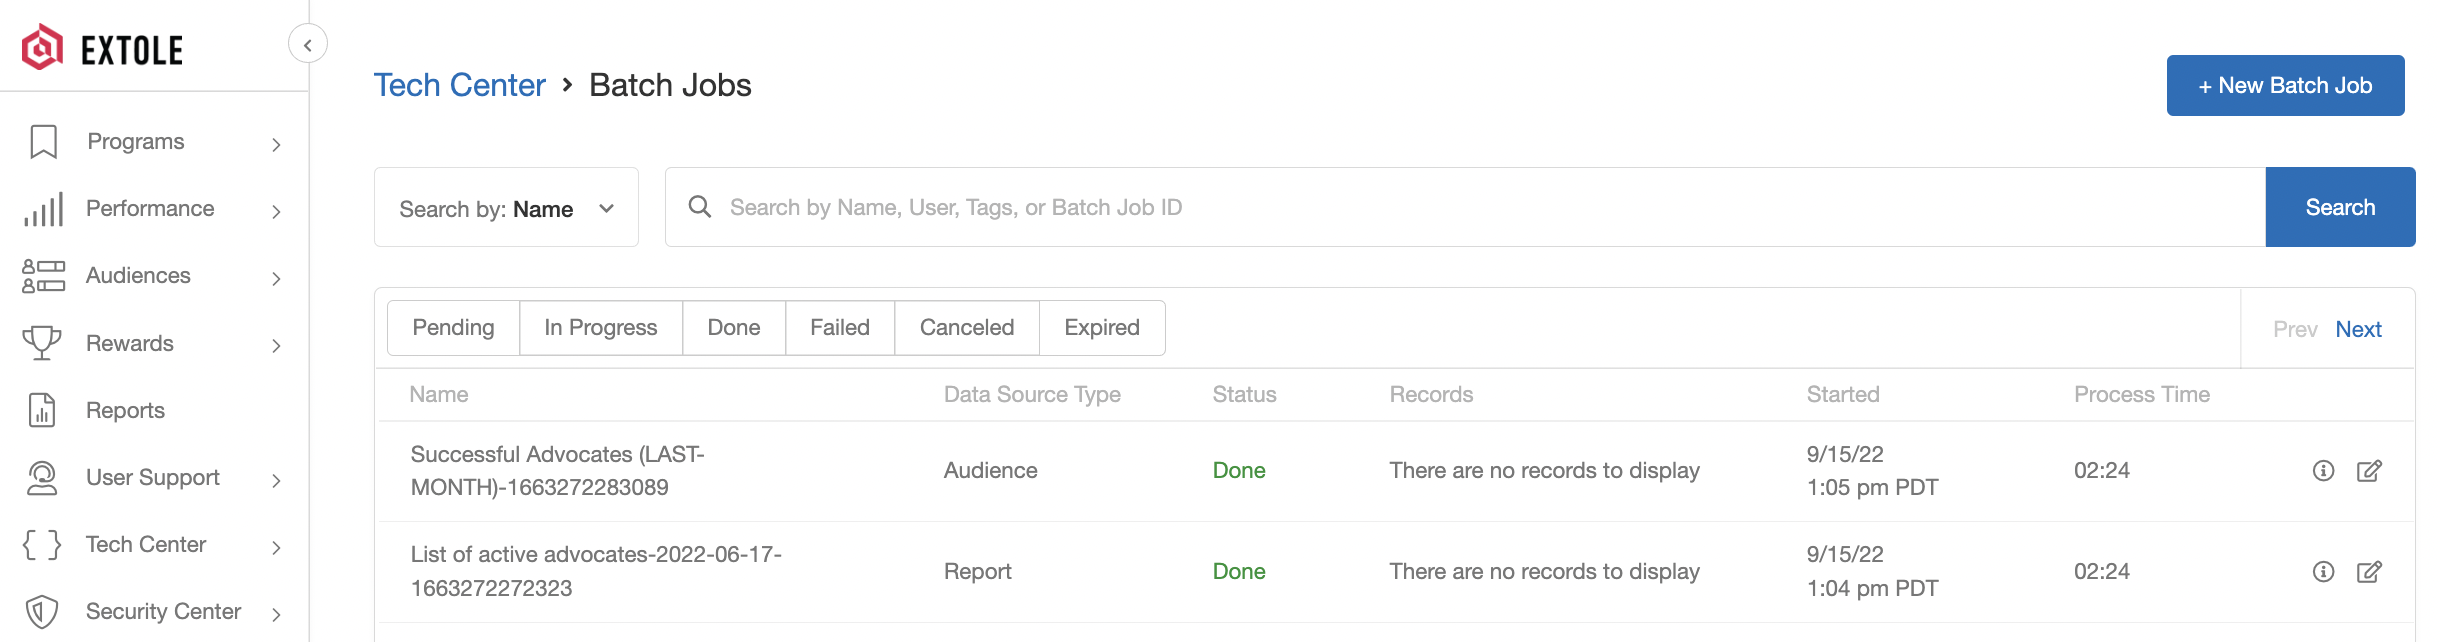 EXTOLE
Programs
Performance
Audiences
Rewards
Reports
User Support
Tech Center
Security Center
Tech Center › Batch Jobs
+ New Batch Job
Search by: Name
Search by Name, User, Tags, or Batch Job ID
Search
Pending In Progress Done Failed Canceled Expired
Prev Next
Name Data Source Type Status Records Started Process Time
Successful Advocates (LAST-
MONTH)-1663272283089
Audience
Done
There are no records to display
9/15/22
1:05 pm PDT
02:24
List of active advocates-2022-06-17-
1663272272323
Report
Done
There are no records to display
9/15/22
1:04 pm PDT
02:24